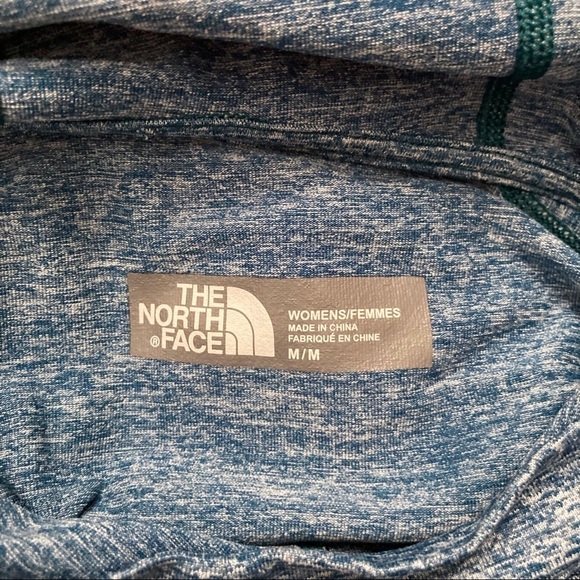 THE
NORTH
®FACE
WOMENS/FEMMES
MADE IN CHINA
FABRIQUÉ EN CHINE
M/M